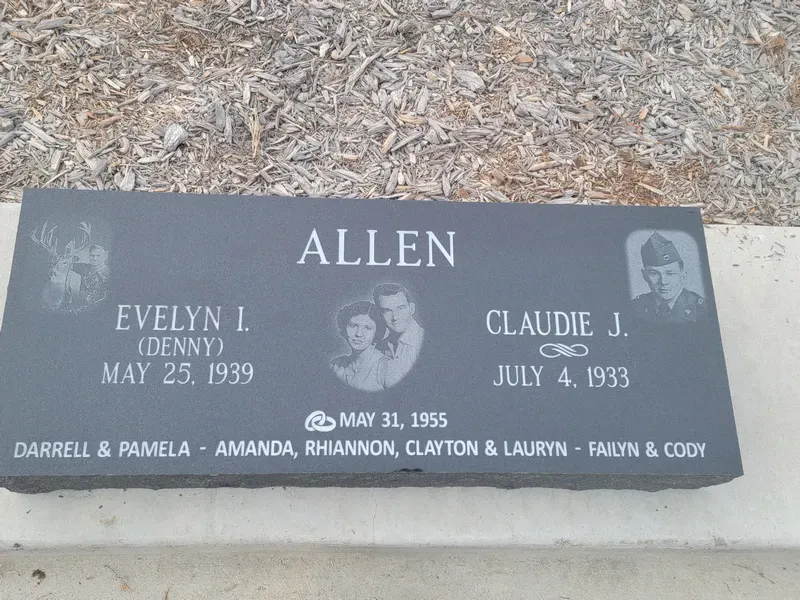 ALLEN
EVELYN I.
(DENNY)
MAY 25, 1939
CLAUDIE J.
JULY 4, 1933
MAY 31, 1955
DARRELL & PAMELA - AMANDA, RHIANNON, CLAYTON & LAURYN - FAILYN & CODY